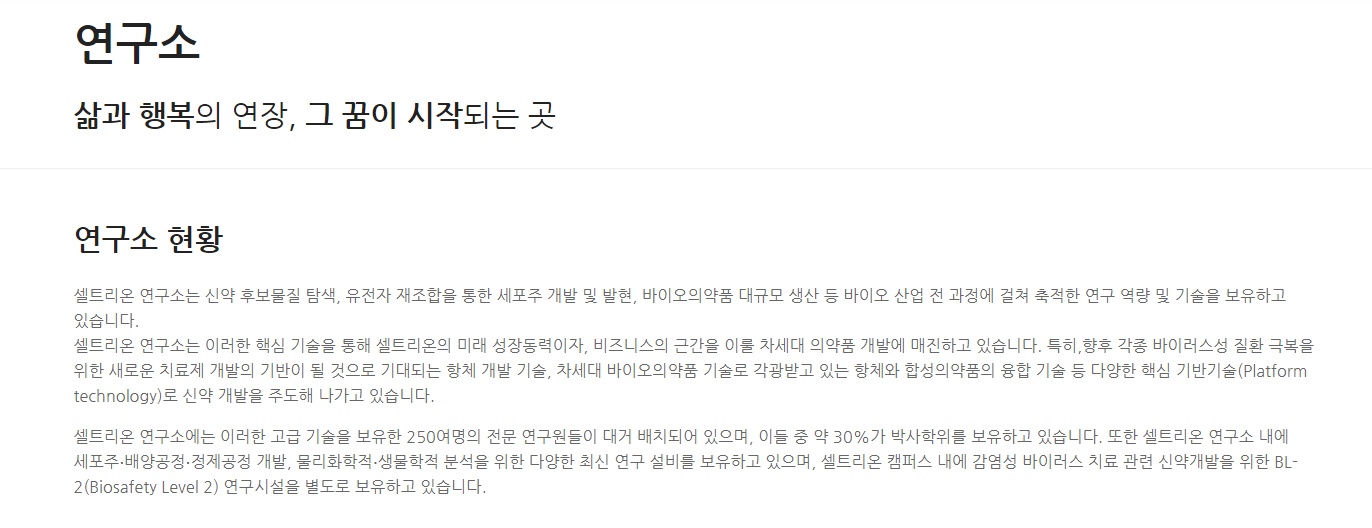 연구소
삶과 행복의 연장, 그 꿈이 시작되는 곳
연구소 현황
셀트리온 연구소는 신약 후보물질 탐색, 유전자 재조합을 통한 세포주 개발 및 발현, 바이오의약품 대규모 생산 등 바이오 산업 전 과정에 걸쳐 축적한 연구 역량 및 기술을 보유하고
있습니다.
셀트리온 연구소는 이러한 핵심 기술을 통해 셀트리온의 미래 성장동력이자, 비즈니스의 근간을 이룰 차세대 의약품 개발에 매진하고 있습니다. 특히,향후 각종 바이러스성 질환 극복을
위한 새로운 치료제 개발의 기반이 될 것으로 기대되는 항체 개발 기술, 차세대 바이오의약품 기술로 각광받고 있는 항체와 합성의약품의 융합 기술 등 다양한 핵심 기반기술(Platform
technology)로 신약 개발을 주도해 나가고 있습니다.
셀트리온 연구소에는 이러한 고급 기술을 보유한 250여명의 전문 연구원들이 대거 배치되어 있으며, 이들 중 약 30%가 박사학위를 보유하고 있습니다. 또한 셀트리온 연구소 내에
세포주·배양공정·정제공정 개발, 물리화학적·생물학적 분석을 위한 다양한 최신 연구 설비를 보유하고 있으며, 셀트리온 캠퍼스 내에 감염성 바이러스 치료 관련 신약개발을 위한 BL-
2(Biosafety Level 2) 연구시설을 별도로 보유하고 있습니다.